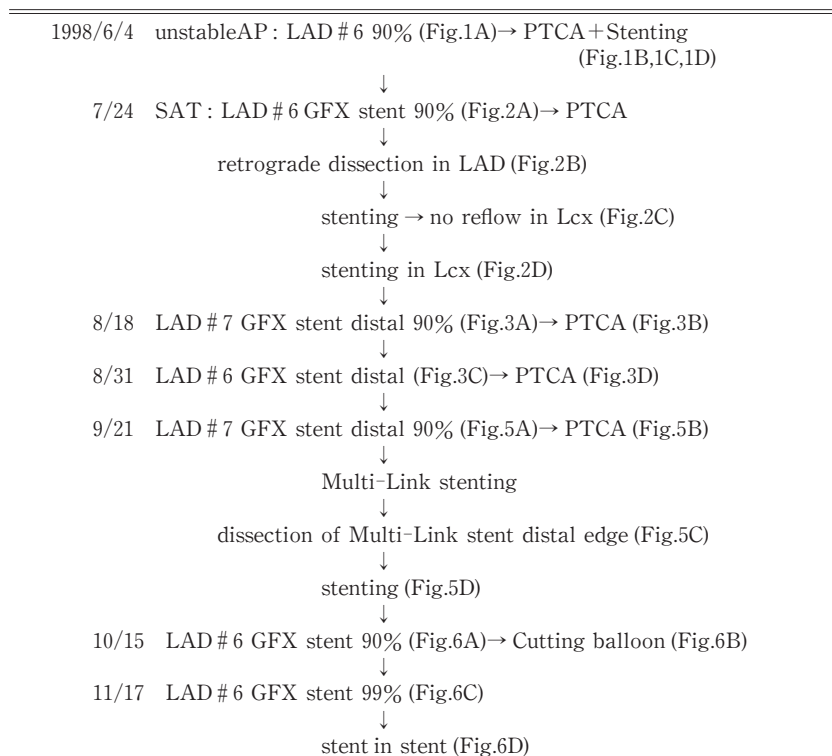 1998/6/4 unstableAP : LAD # 6 90% (Fig.1A)→ PTCA+Stenting
(Fig.1B,1C,1D)
↓
7/24 SAT : LAD # 6 GFX stent 90% (Fig.2A)→ PTCA
↓
retrograde dissection in LAD (Fig.2B)
↓
stenting → no reflow in Lcx (Fig.2C)
↓
stenting in Lcx (Fig.2D)
↓
8/18 LAD # 7 GFX stent distal 90% (Fig.3A)→ PTCA (Fig.3B)
↓
8/31 LAD # 6 GFX stent distal (Fig.3C)→ PTCA (Fig.3D)
↓
9/21 LAD # 7 GFX stent distal 90% (Fig.5A)→ PTCA (Fig.5B)
↓
Multi-Link stenting
↓
dissection of Multi-Link stent distal edge (Fig.5C)
↓
stenting (Fig.5D)
↓
10/15 LAD # 6 GFX stent 90% (Fig.6A)→ Cutting balloon (Fig.6B)
↓
11/17 LAD # 6 GFX stent 99% (Fig.6C)
↓
stent in stent (Fig.6D)